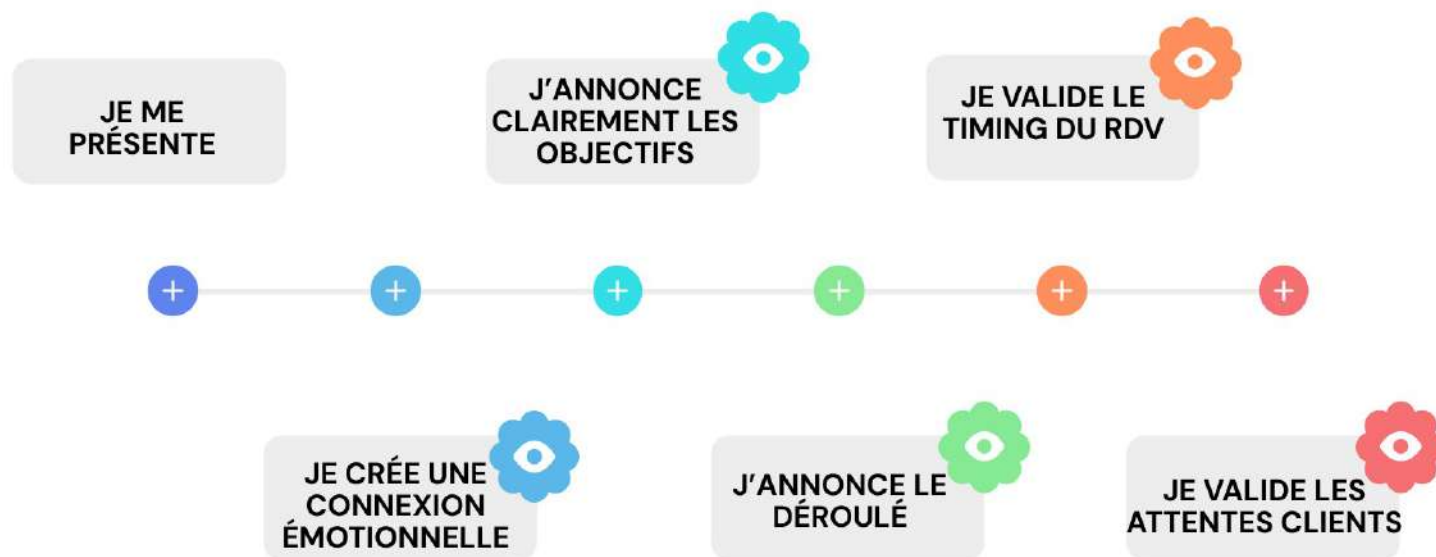 JE ME
PRÉSENTE
JE CRÉE UNE
CONNEXION
ÉMOTIONNELLE
J'ANNONCE
CLAIREMENT LES
OBJECTIFS
J'ANNONCE LE
DÉROULÉ
JE VALIDE LE
TIMING DU RDV
JE VALIDE LES
ATTENTES CLIENTS